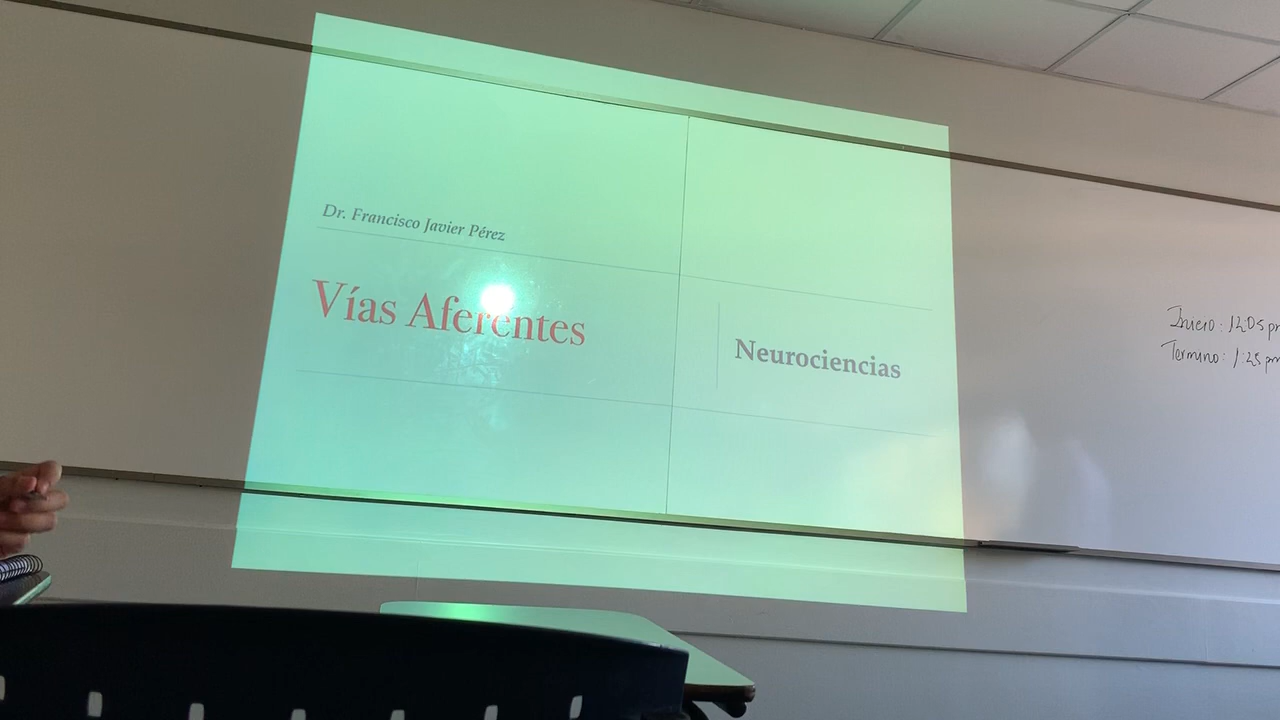 Dr. Francisco Javier Pérez
Vías Aferentes
Neurociencias
Inicio: 12:05 pm
Termino: 1:25 pm